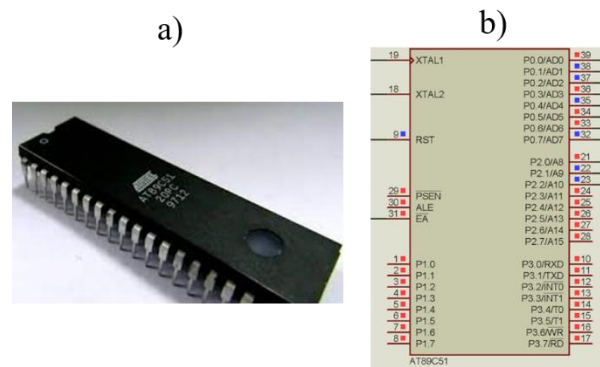 a)
b)
ATMEL
AT89C51
20PC
9712
19 XTAL1 P0.0/AD0 39
P0.1/AD1 38
P0.2/AD2 37
18 XTAL2 P0.3/AD3 36
P0.4/AD4 35
P0.5/AD5 34
P0.6/AD6 33
9 RST P0.7/AD7 32
P2.0/A8 21
P2.1/A9 22
P2.2/A10 23
29 PSEN P2.3/A11 24
30 ALE P2.4/A12 25
31 EA P2.5/A13 26
P2.6/A14 27
P2.7/A15 28
1 P1.0 P3.0/RXD 10
2 P1.1 P3.1/TXD 11
3 P1.2 P3.2/INT0 12
4 P1.3 P3.3/INT1 13
5 P1.4 P3.4/T0 14
6 P1.5 P3.5/T1 15
7 P1.6 P3.6/WR 16
8 P1.7 P3.7/RD 17
AT89C51